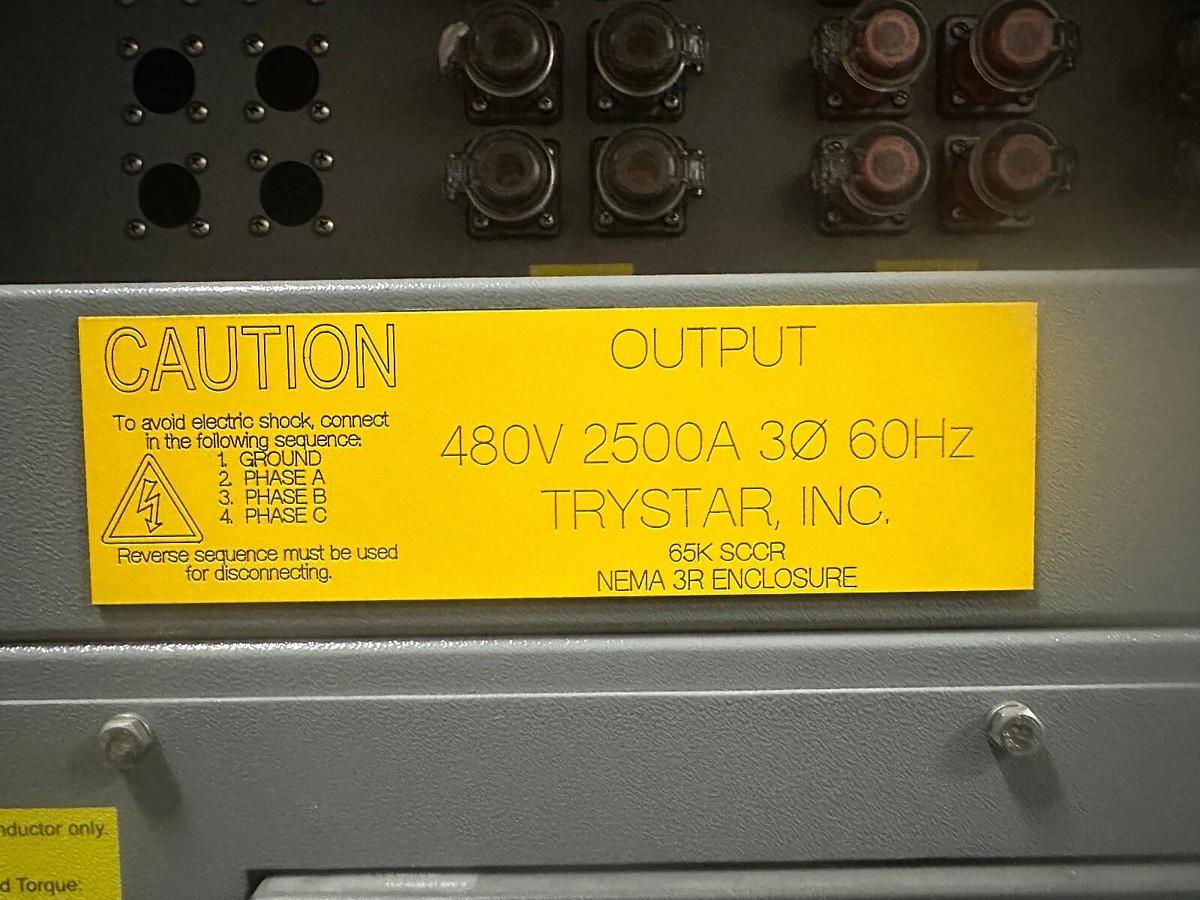 CAUTION
To avoid electric shock, connect
in the following sequence:
1. GROUND
2. PHASE A
3. PHASE B
4. PHASE C
Reverse sequence must be used
for disconnecting.
OUTPUT
480V 2500A 3Ø 60Hz
TRYSTAR, INC.
65K SCCR
NEMA 3R ENCLOSURE
only.
Torque: